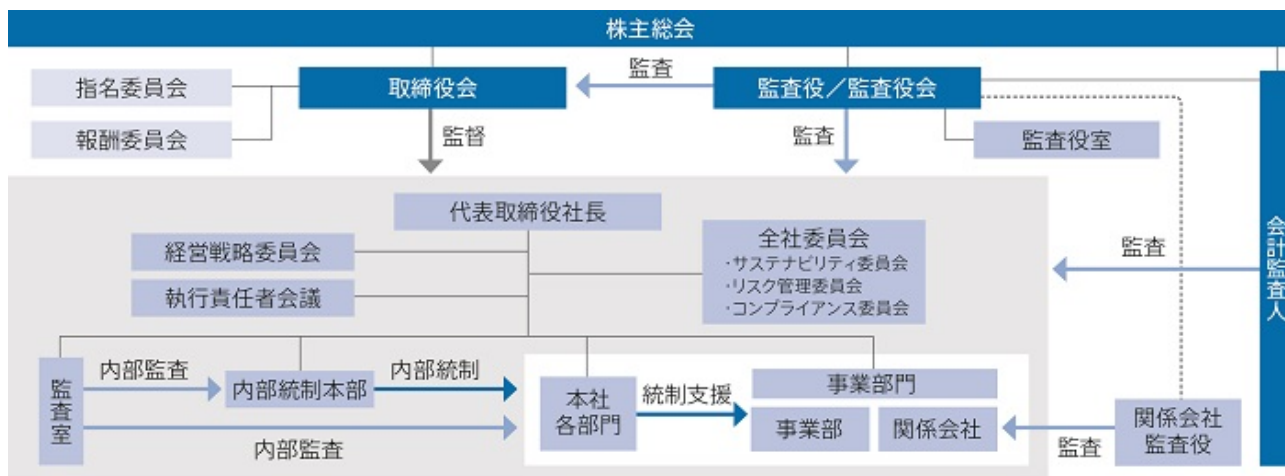 株主総会
指名委員会
報酬委員会
取締役会
監査
監査役／監査役会
監督
監査
監査役室
会計監査人
代表取締役社長
経営戦略委員会
執行責任者会議
全社委員会
・サステナビリティ委員会
・リスク管理委員会
・コンプライアンス委員会
監査
監査室
内部監査
内部統制本部
内部統制
内部監査
本社
各部門
統制支援
事業部門
事業部
関係会社
監査
関係会社
監査役